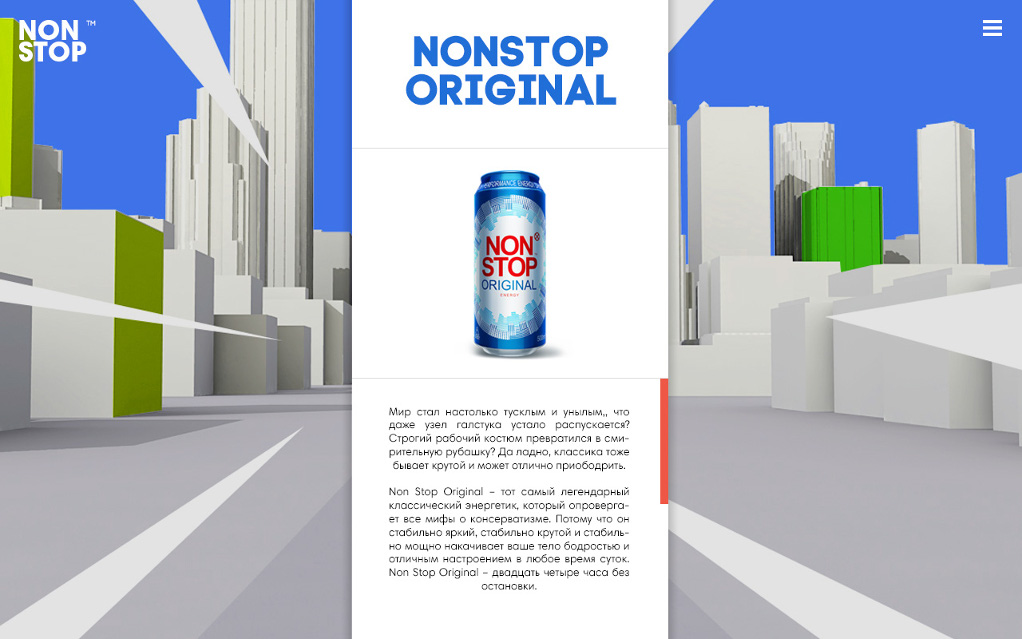 NON
STOP
TM
NONSTOP
ORIGINAL
PERFORMANCE ENERGY
NON
STOP
ORIGINAL
ENERGY
Мир стал настолько тусклым и унылым,, что
даже узел галстука устало распускается?
Строгий рабочий костюм превратился в сми-
рительную рубашку? Да ладно, классика тоже
бывает крутой и может отлично приободрить.
Non Stop Original – тот самый легендарный
классический энергетик, который опроверга-
ет все мифы о консерватизме. Потому что он
стабильно яркий, стабильно крутой и стабиль-
но мощно накачивает ваше тело бодростью и
отличным настроением в любое время суток.
Non Stop Original – двадцать четыре часа без
остановки.